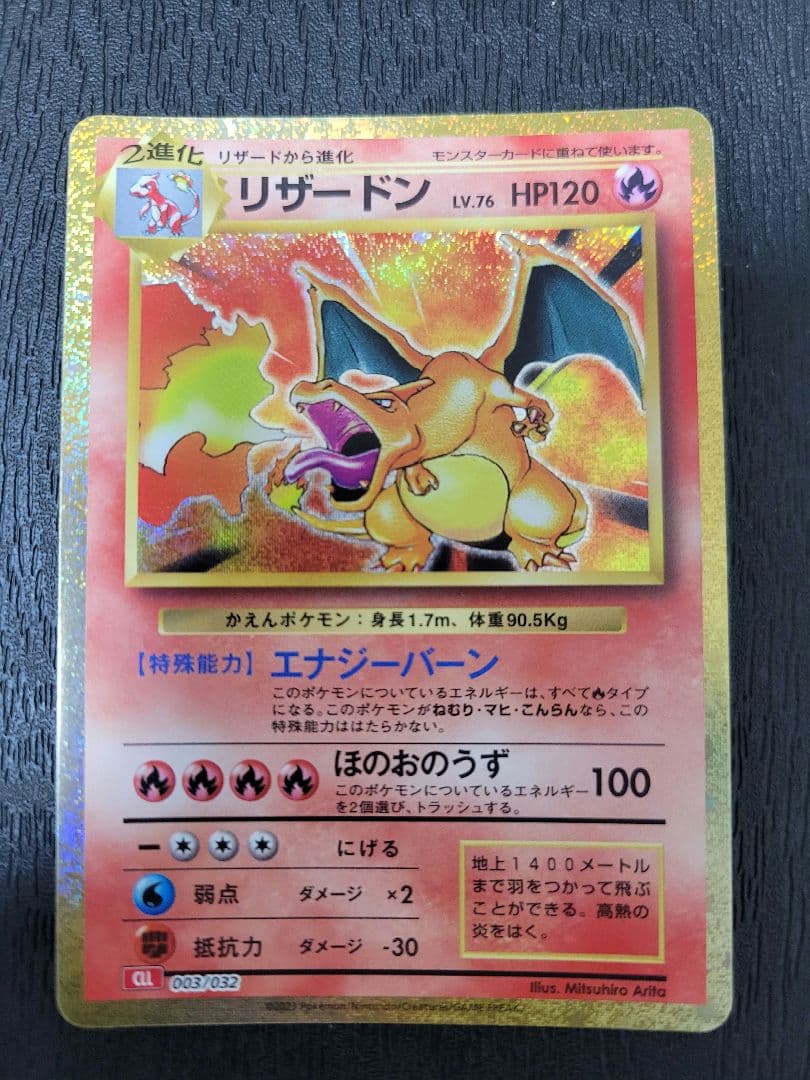 2進化 リザードから進化 モンスターカードに重ねて使います。
リザードン LV.76 HP120
かえんポケモン：身長1.7m、体重90.5Kg
【特殊能力】エナジーバーン
このポケモンについているエネルギーは、すべて🔥タイプ
になる。このポケモンがねむり・マヒ・こんらんなら、この
特殊能力ははたらかない。
ほのおのうず 100
このポケモンについているエネルギー
を2個選び、トラッシュする。
にげる
弱点 ダメージ ×2
抵抗力 ダメージ -30
地上1400メートル
まで羽をつかって飛ぶ
ことができる。高熱の
炎をはく。
CLL 003/032
Illus. Mitsuhiro Arita
©2023 Pokémon/Nintendo/Creatures/GAME FREAK.